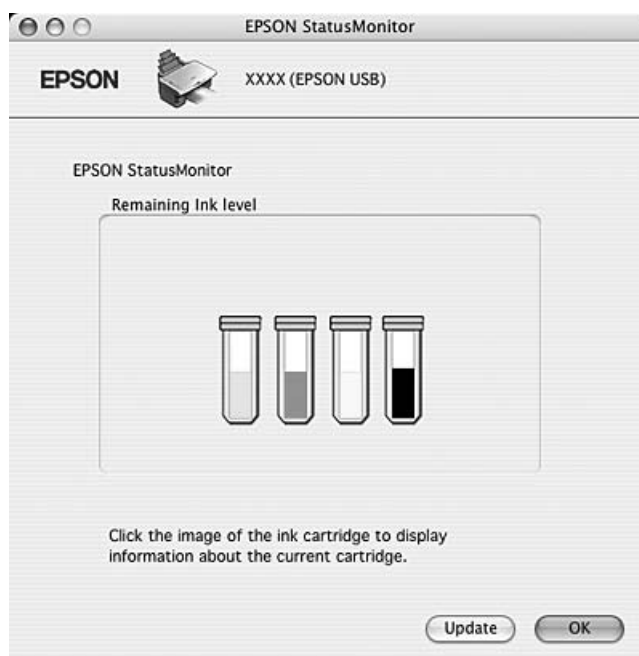 EPSON StatusMonitor
EPSON
XXXX (EPSON USB)
EPSON StatusMonitor
Remaining Ink level
Click the image of the ink cartridge to display
information about the current cartridge.
Update
OK